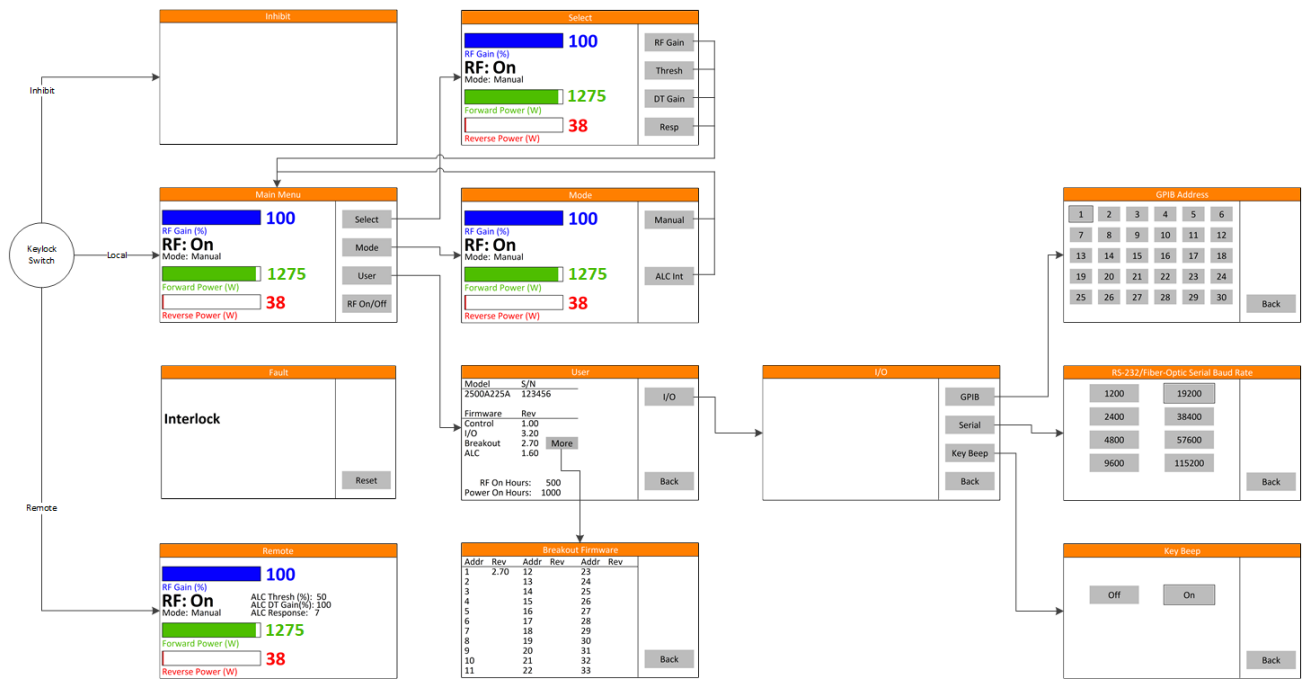 Inhibit
Select
100
RF Gain (%)
RF: On
Mode: Manual
1275
Forward Power (W)
38
Reverse Power (W)
RF Gain
Thresh
DT Gain
Resp
Inhibit
Keylock
Switch
Local
Remote
Main Menu
100
RF Gain (%)
RF: On
Mode: Manual
1275
Forward Power (W)
38
Reverse Power (W)
Select
Mode
User
RF On/Off
Mode
100
RF Gain (%)
RF: On
Mode: Manual
1275
Forward Power (W)
38
Reverse Power (W)
Manual
ALC Int
GPIB Address
1 2 3 4 5 6
7 8 9 10 11 12
13 14 15 16 17 18
19 20 21 22 23 24
25 26 27 28 29 30
Back
Fault
Interlock
Reset
User
Model S/N
2500A225A 123456
Firmware Rev
Control 1.00
I/O 3.20
Breakout 2.70 More
ALC 1.60
RF On Hours: 500
Power On Hours: 1000
I/O
Back
I/O
GPIB
Serial
Key Beep
Back
RS-232/Fiber-Optic Serial Baud Rate
1200 19200
2400 38400
4800 57600
9600 115200
Back
Remote
100
RF Gain (%)
RF: On
Mode: Manual
ALC Thresh (%): 50
ALC DT Gain(%): 100
ALC Response: 7
1275
Forward Power (W)
38
Reverse Power (W)
Breakout Firmware
Addr Rev Addr Rev Addr Rev
1 2.70 12 23
2 13 24
3 14 25
4 15 26
5 16 27
6 17 28
7 18 29
8 19 30
9 20 31
10 21 32
11 22 33
Back
Key Beep
Off On
Back